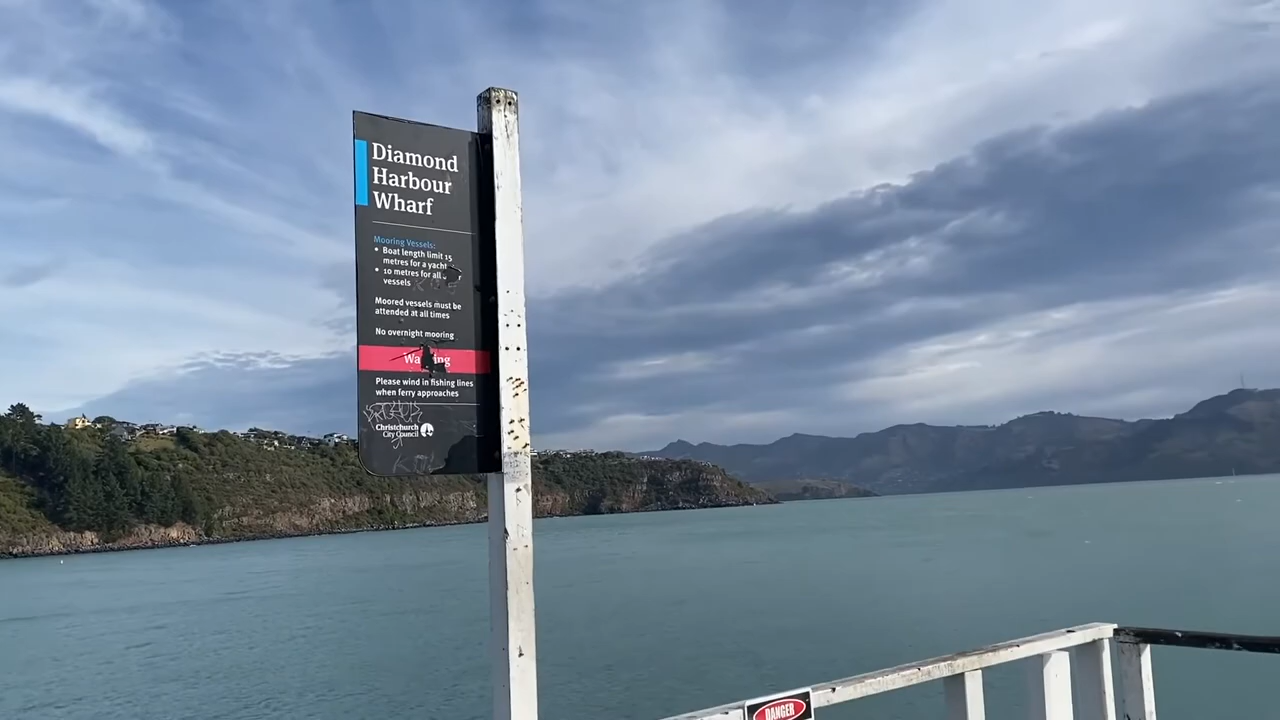 Diamond
Harbour
Wharf
Mooring Vessels:
• Boat length limit 15
metres for a yacht
• 10 metres for all
vessels
Moored vessels must be
attended at all times
No overnight mooring
Warning
Please wind in fishing lines
when ferry approaches
Christchurch
City Council
DANGER